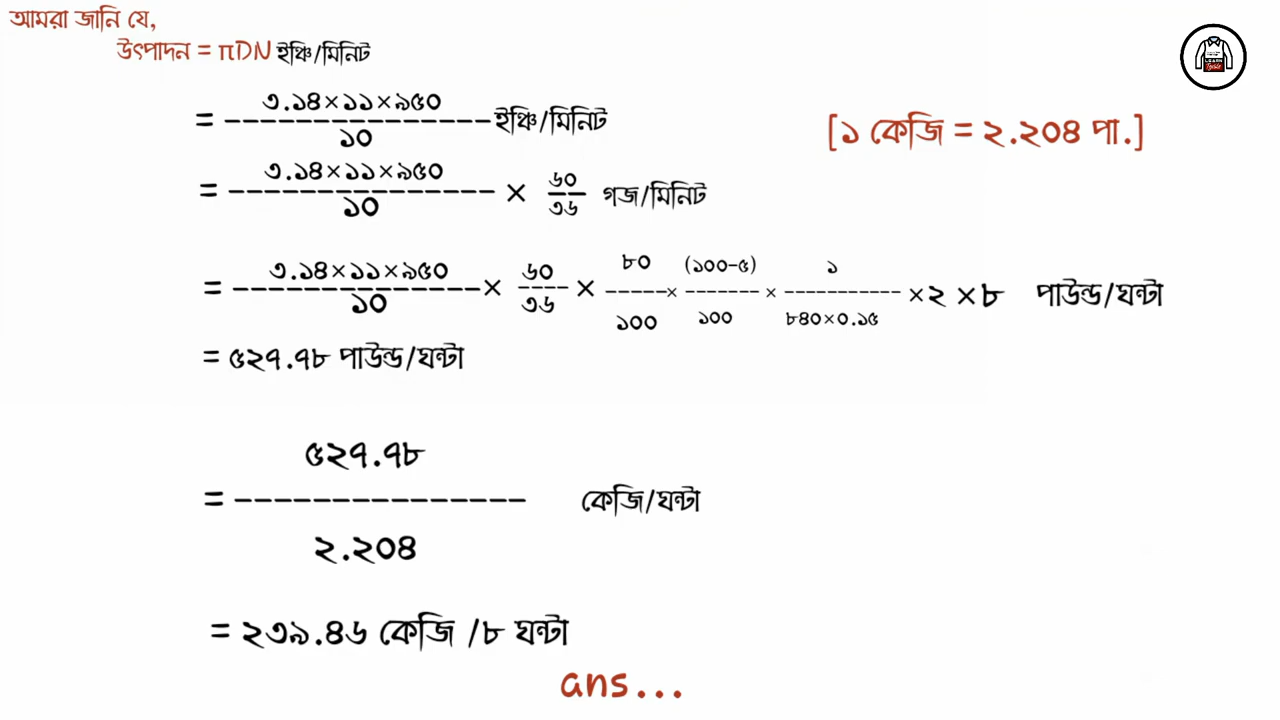 আমরা জানি যে,
উৎপাদন = πDN ইঞ্চি/মিনিট
= ৩.১৪×১১×৯৫০ / ১০ ইঞ্চি/মিনিট
[১ কেজি = ২.২০৪ পা.]
= ৩.১৪×১১×৯৫০ / ১০ × ৬০ / ৩৬ গজ/মিনিট
= ৩.১৪×১১×৯৫০ / ১০ × ৬০ / ৩৬ × ৮০ / ১০০ × (১০০-৫) / ১০০ × ১ / ৮৪০×০.১৫ ×২ ×৮ পাউন্ড/ঘন্টা
= ৫২৭.৭৮ পাউন্ড/ঘন্টা
= ৫২৭.৭৮ / ২.২০৪ কেজি/ঘন্টা
= ২৩৯.৪৬ কেজি /৮ ঘন্টা
ans...